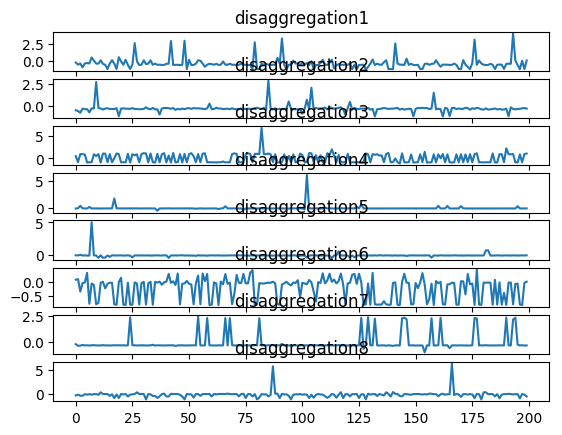 disaggregation1
2.5
0.0
disaggregation2
2.5
0.0
disaggregation3
5
0
disaggregation4
5
0
disaggregation5
5
0
disaggregation6
0.0
−0.5
disaggregation7
2.5
0.0
disaggregation8
5
0
0 25 50 75 100 125 150 175 200